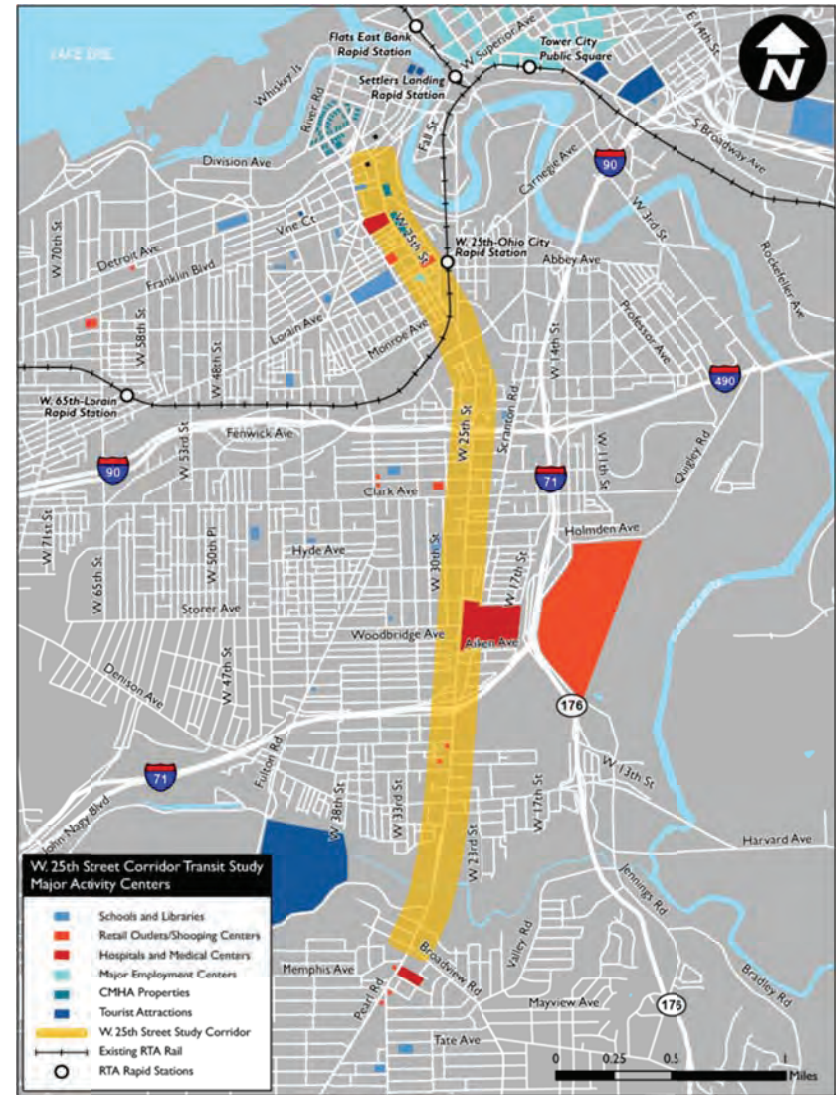 Flats East Bank
Rapid Station
W Superior Ave
E 14th St
Tower City
Public Square
N
LAKE ERIE
Whiskey Is
Settlers Landing
Rapid Station
River Rd
Fall St
S Broadway Ave
Division Ave
Carnegie Ave
90
W. 3rd St
W. 70th St
Vne Ct
W. 25th St
W. 25th-Ohio City
Rapid Station
Abbey Ave
Rockefeller Ave
Detroit Ave
Franklin Blvd
W. 58th St
Lorain Ave
W. 48th St
Monroe Ave
W. 14th St
Professor Ave
490
W. 65th-Lorain
Rapid Station
W. 53rd St
Fenwick Aie
W. 25th St
Scranton Rd
W. 11th St
Quigley Rd
90
71
Clark Ave
W. 71st St
W. 65th St
W. 50th Pl
Hyde Ave
W. 30th St
W. 17th St
Holmden Ave
Storer Ave
Woodbridge Ave
Aiken Ave
Denison Ave
W. 47th St
176
71
Fulton Rd
W. 38th St
W. 33rd St
W. 17th St
W. 13th St
W. 23rd St
John Nagy Blvd
Harvard Ave
Jennings Rd
Valley Rd
Memphis Ave
Broadview Rd
Pearl Rd
Bradley Rd
Mayview Ave
176
Tate Ave
W. 25th Street Corridor Transit Study
Major Activity Centers
Schools and Libraries
Retail Outlets/Shooping Centers
Hospitals and Medical Centers
Major Employment Centers
CMHA Properties
Tourist Attractions
W. 25th Street Study Corridor
Existing RTA Rail
RTA Rapid Stations
0 0.25 0.5 1
Miles